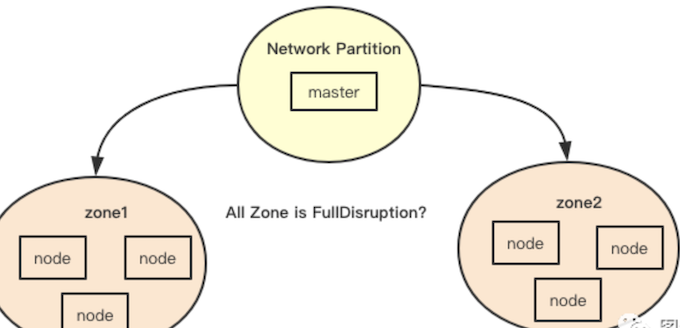 Network Partition
master
zone1
All Zone is FullDisruption?
zone2
node
node
node
node
node
node